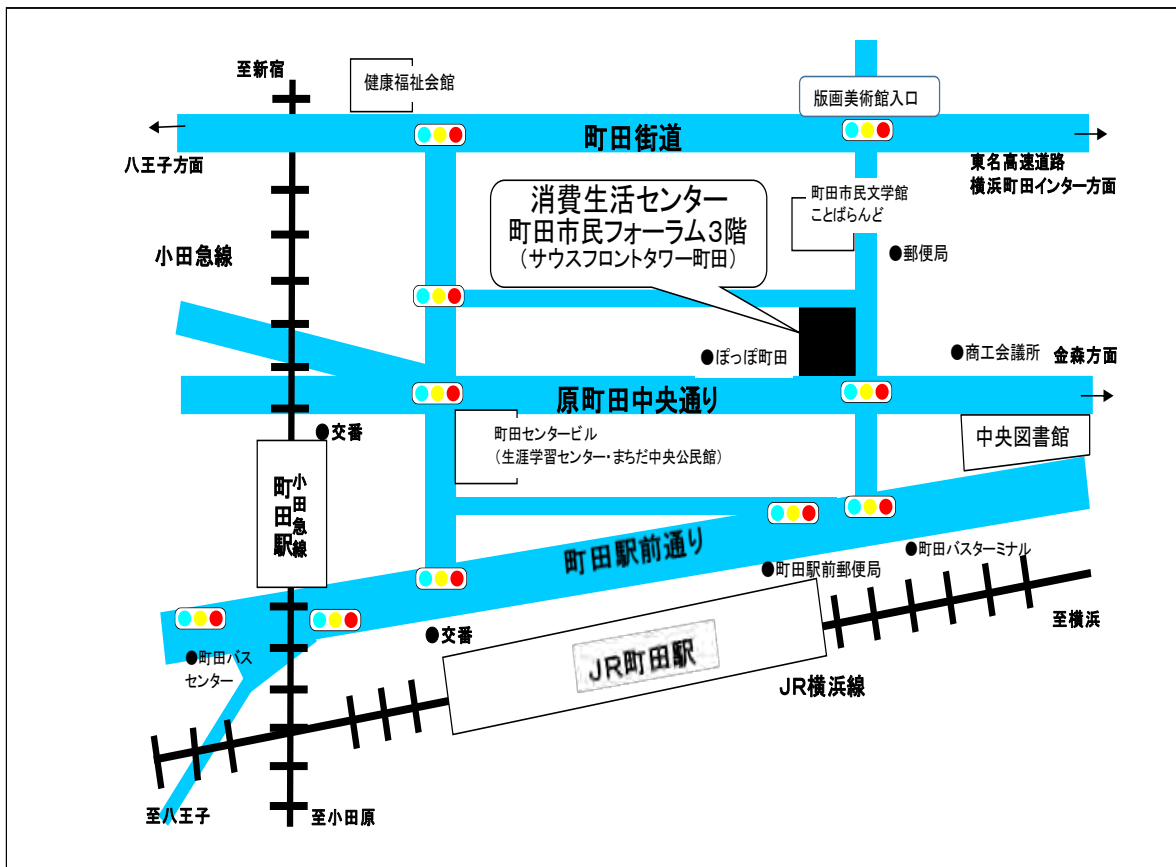 至新宿
健康福祉会館
版画美術館入口
町田街道
八王子方面
東名高速道路
横浜町田インター方面
消費生活センター
町田市民フォーラム3階
(サウスフロントタワー町田)
町田市民文学館
ことばらんど
小田急線
●郵便局
●ぽっぽ町田
●商工会議所
金森方面
原町田中央通り
●交番
町田センタービル
(生涯学習センター・まちだ中央公民館)
中央図書館
小田急線
町田駅
町田駅前通り
●町田バスターミナル
●町田駅前郵便局
●交番
至横浜
●町田バス
センター
JR町田駅
JR横浜線
至八王子
至小田原